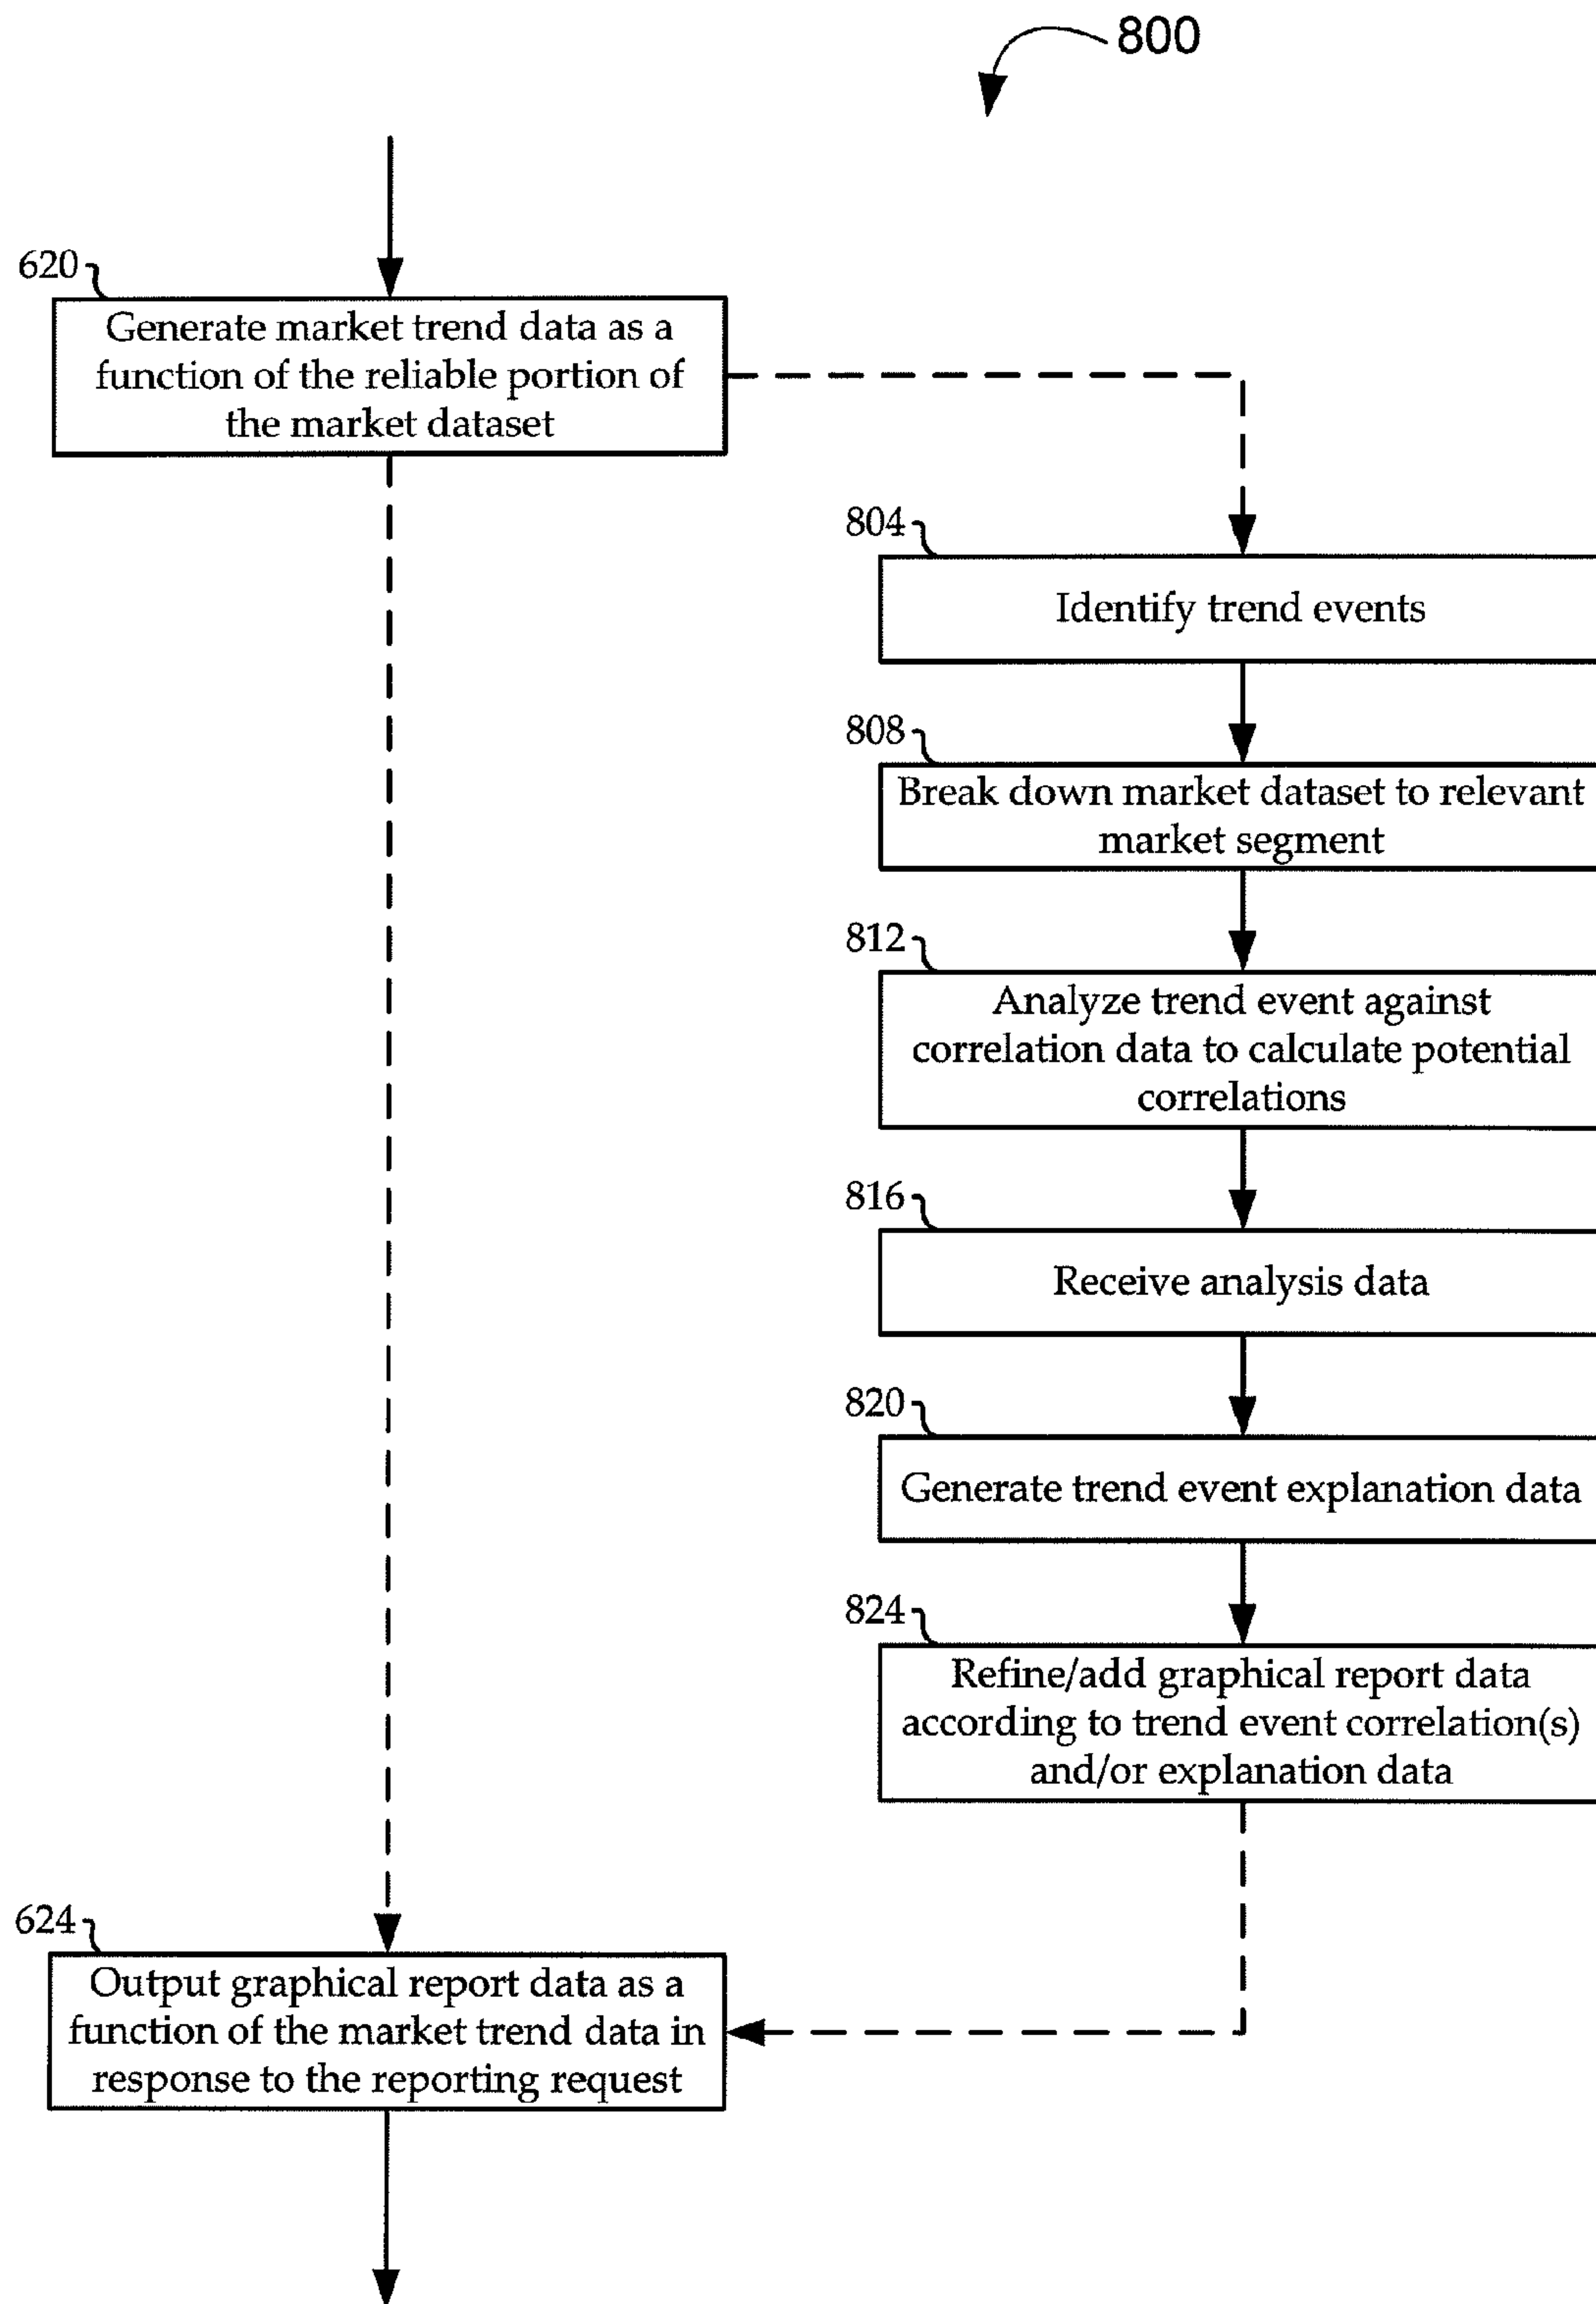 800
620
Generate market trend data as a
function of the reliable portion of
the market dataset
804
Identify trend events
808
Break down market dataset to relevant
market segment
812
Analyze trend event against
correlation data to calculate potential
correlations
816
Receive analysis data
820
Generate trend event explanation data
824
Refine/add graphical report data
according to trend event correlation(s)
and/or explanation data
624
Output graphical report data as a
function of the market trend data in
response to the reporting request